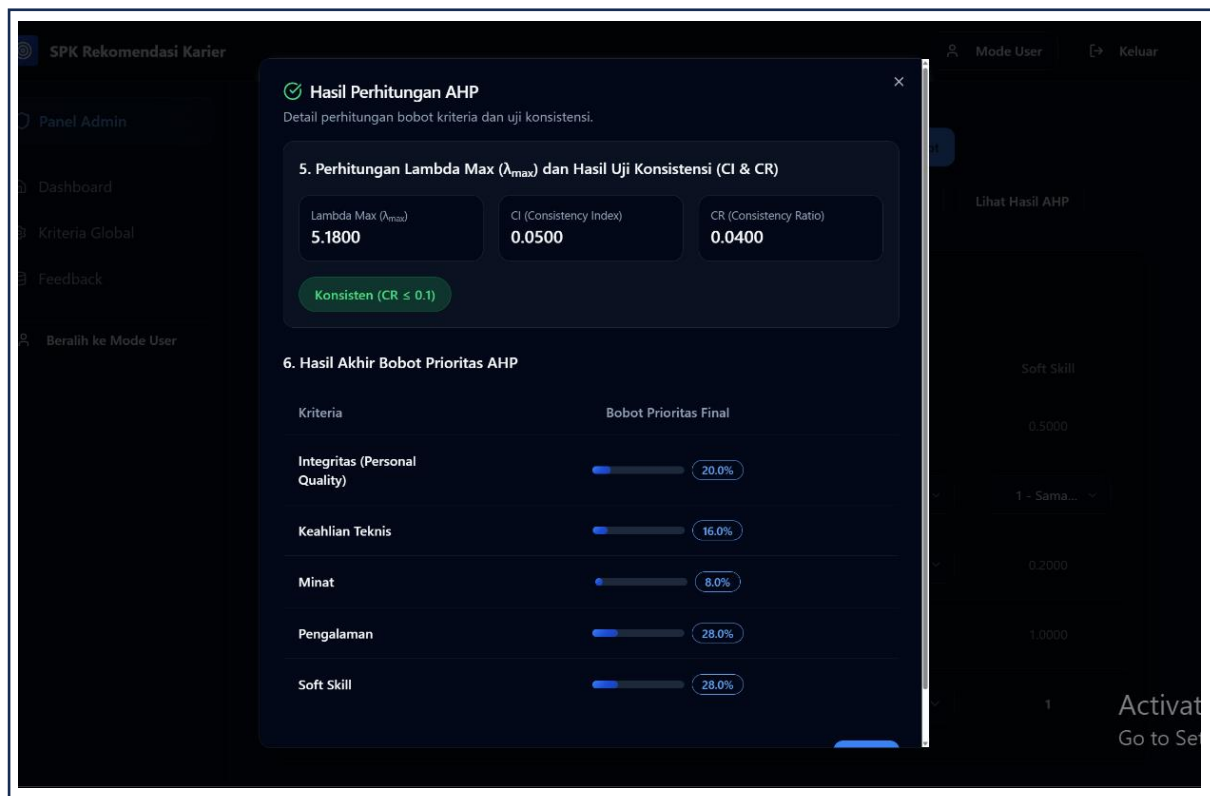 SPK Rekomendasi Karier
Mode User
Keluar
Panel Admin
Dashboard
Kriteria Global
Feedback
Beralih ke Mode User
Lihat Hasil AHP
Hasil Perhitungan AHP
Detail perhitungan bobot kriteria dan uji konsistensi.
5. Perhitungan Lambda Max (λmax) dan Hasil Uji Konsistensi (CI & CR)
Lambda Max (λmax)
5.1800
CI (Consistency Index)
0.0500
CR (Consistency Ratio)
0.0400
Konsisten (CR ≤ 0.1)
6. Hasil Akhir Bobot Prioritas AHP
Kriteria Bobot Prioritas Final
Integritas (Personal
Quality)
20.0%
Keahlian Teknis 16.0%
Minat 8.0%
Pengalaman 28.0%
Soft Skill 28.0%
Soft Skill
0.5000
1 - Sama...
0.2000
1.0000
1
Activat
Go to Set